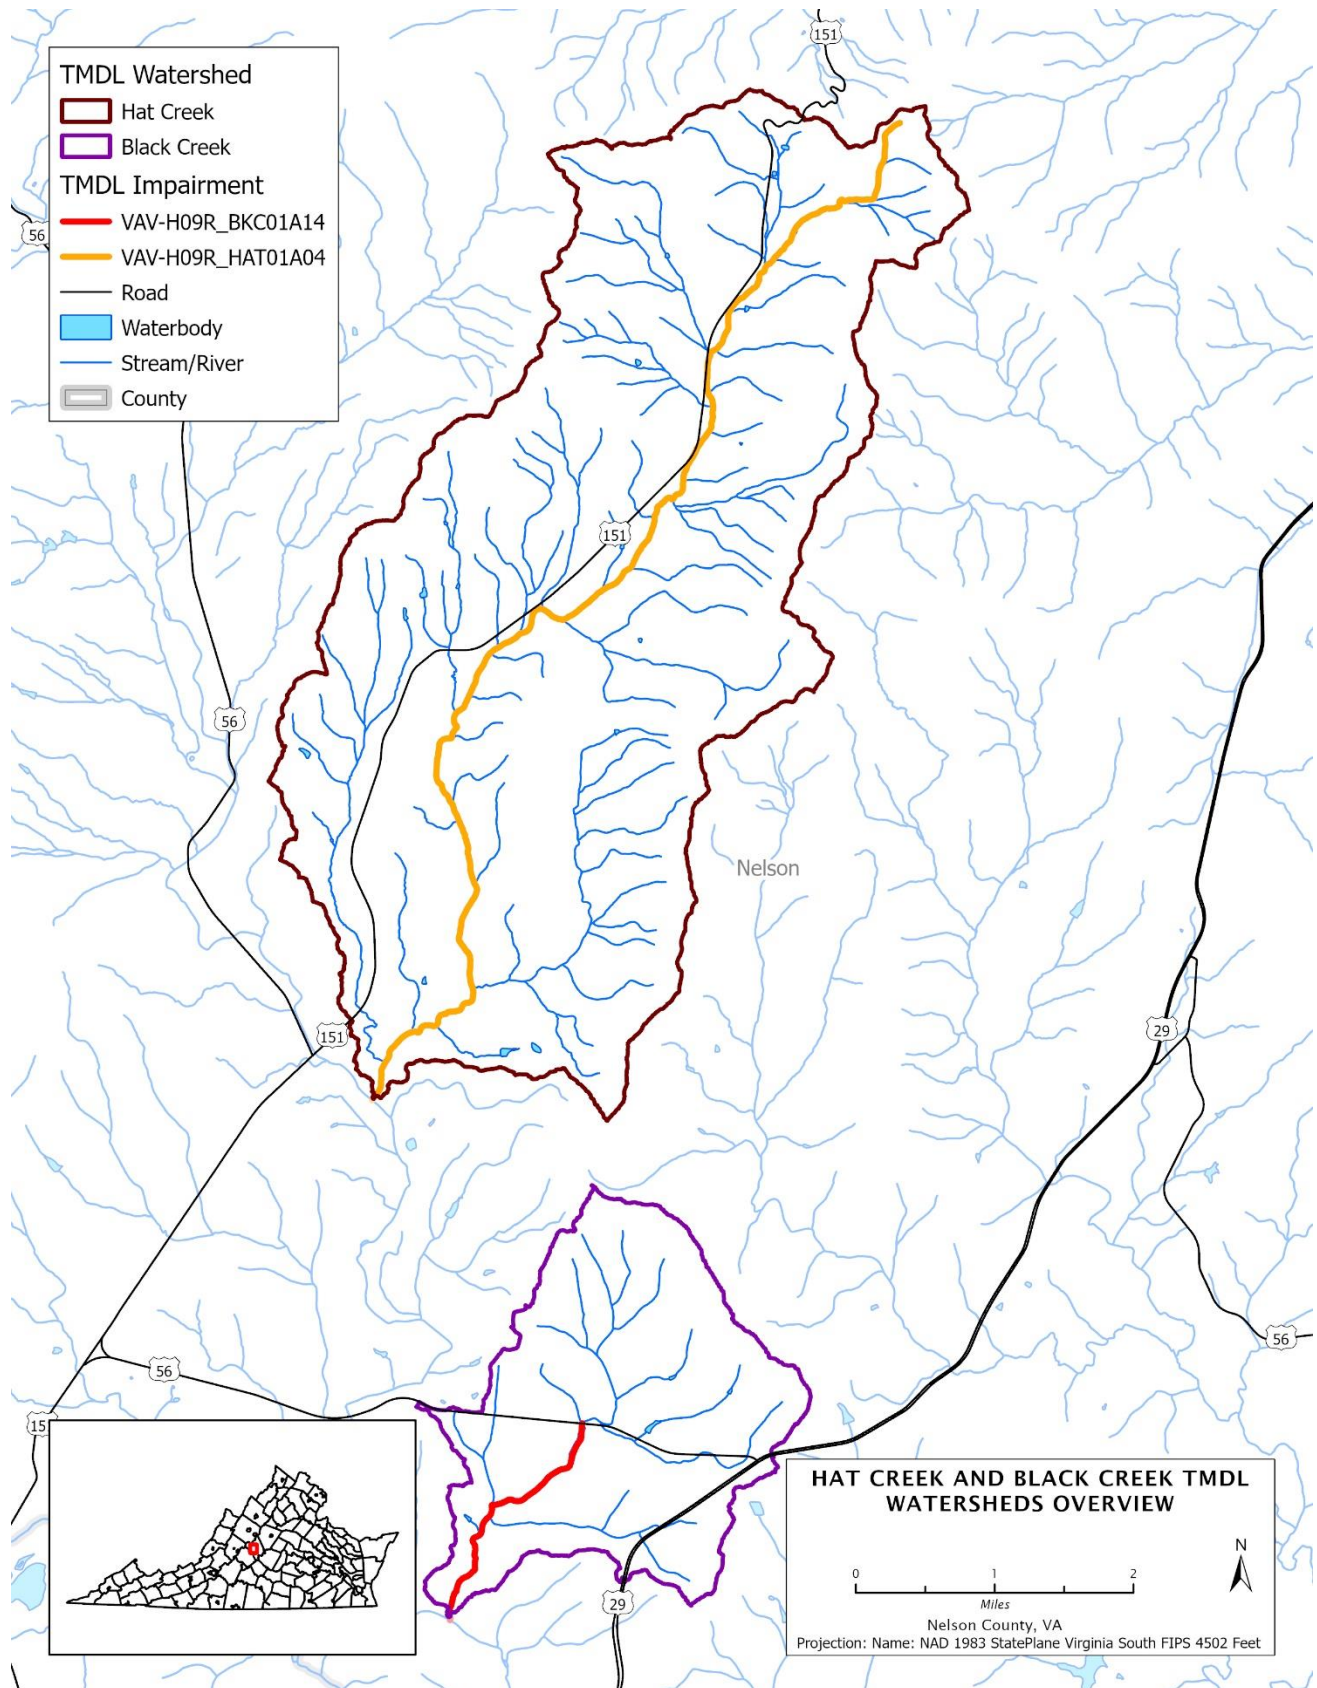 151
TMDL Watershed
Hat Creek
Black Creek
TMDL Impairment
VAV-H09R_BKC01A14
VAV-H09R_HAT01A04
Road
Waterbody
Stream/River
County
56
151
56
Nelson
29
151
56
56
15
29
HAT CREEK AND BLACK CREEK TMDL
WATERSHEDS OVERVIEW
N
0 1 2
Miles
Nelson County, VA
Projection: Name: NAD 1983 StatePlane Virginia South FIPS 4502 Feet